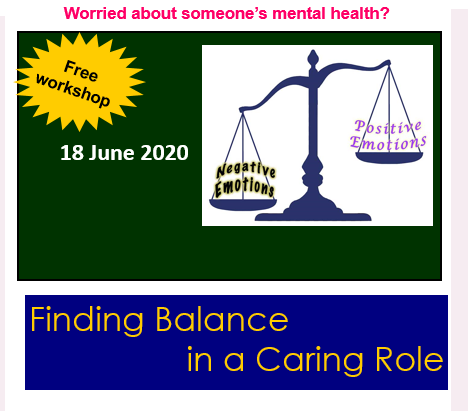 Worried about someone's mental health?
Free
workshop
18 June 2020
Positive
Emotions
Negative
Emotions
Finding Balance
in a Caring Role